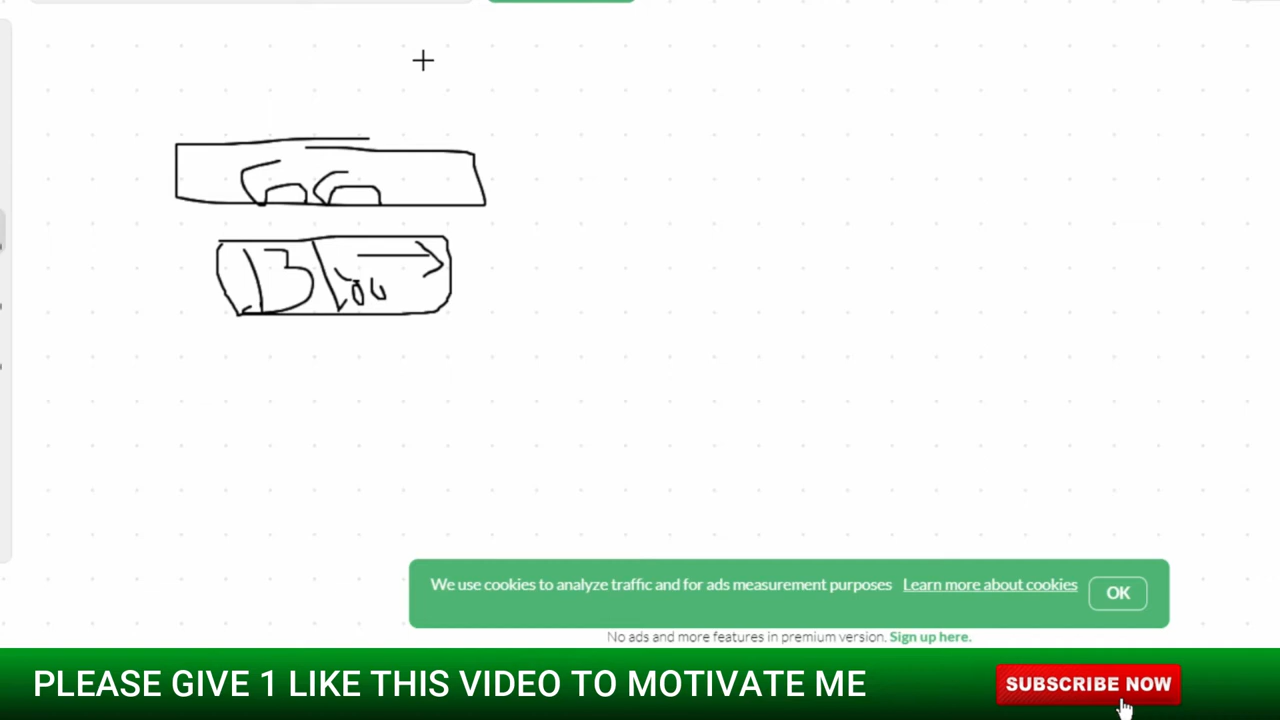 We use cookies to analyze traffic and for ads measurement purposes Learn more about cookies OK
No ads and more features in premium version. Sign up here.
PLEASE GIVE 1 LIKE THIS VIDEO TO MOTIVATE ME SUBSCRIBE NOW